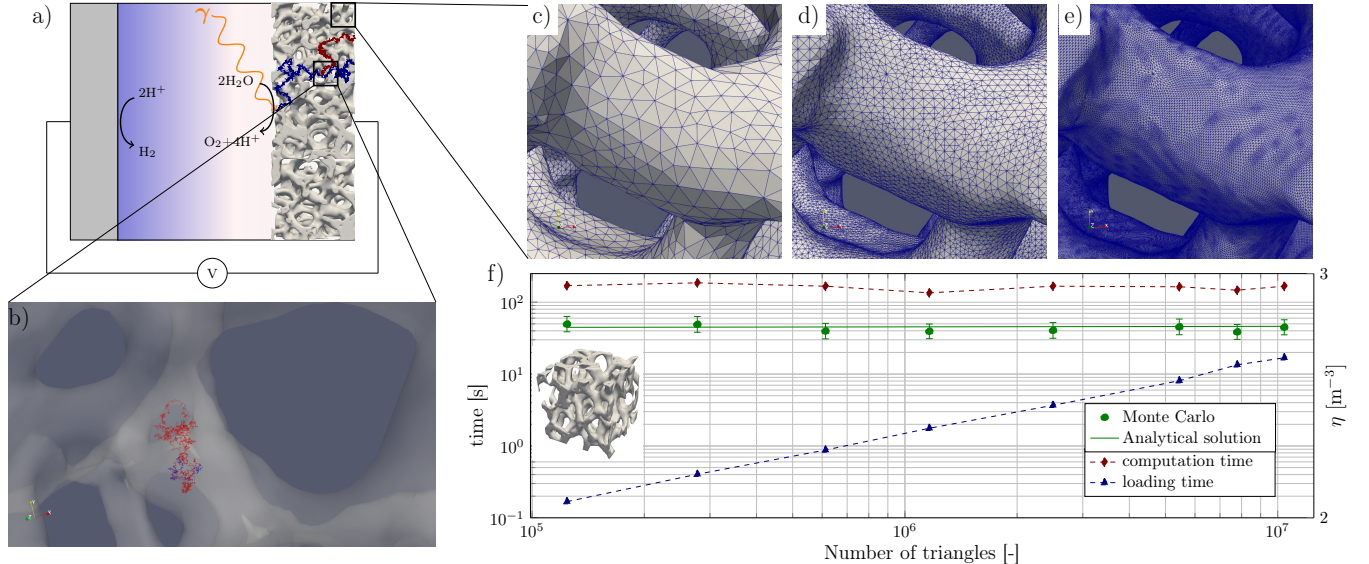 a)
γ
2H⁺
H₂
2H₂O
O₂+4H⁺
V
b)
c)
d)
e)
f)
time [s]
10²
10¹
10⁰
10⁻¹
10⁵
10⁶
10⁷
Number of triangles [-]
3
2
η [m⁻³]
Monte Carlo
Analytical solution
computation time
loading time